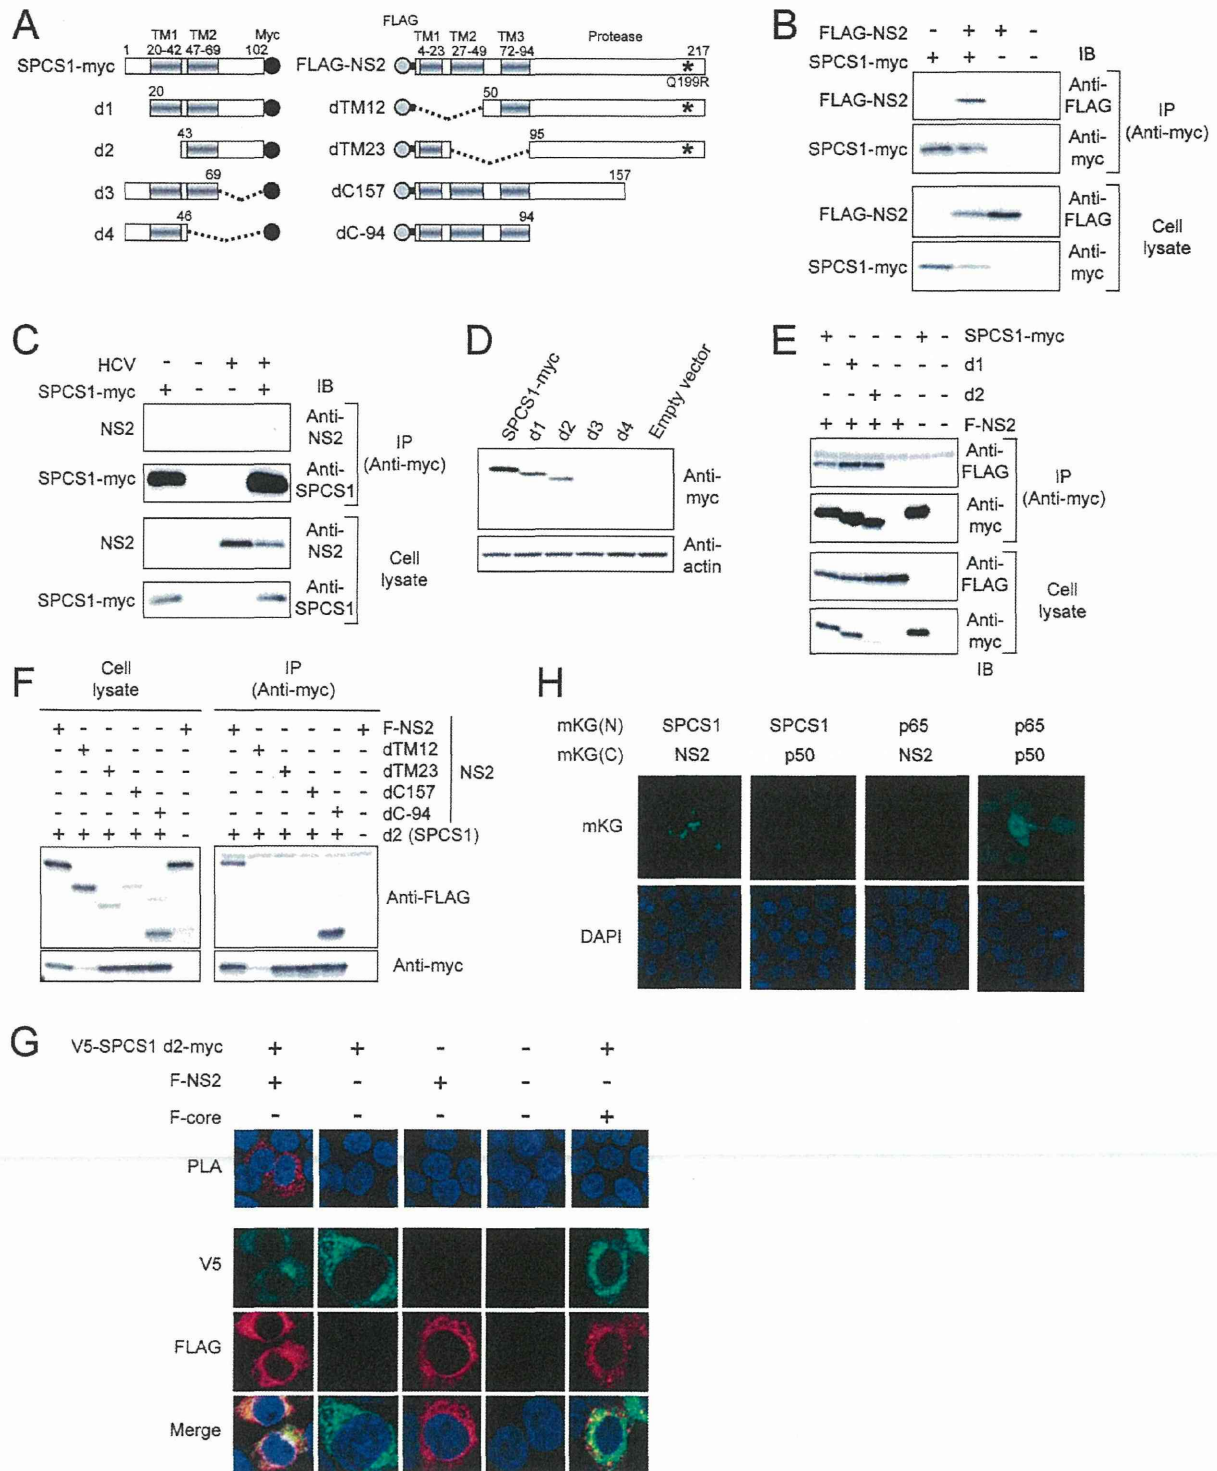 A
TM1 TM2 Myc
1 20-42 47-69 102
SPCS1-myc
20
d1
43
d2
69
d3
46
d4
FLAG
TM1 TM2 TM3 Protease
4-23 27-49 72-94 217
FLAG-NS2
*
Q199R
50
dTM12
*
95
dTM23
*
157
dC157
94
dC-94
B
FLAG-NS2 - + + -
SPCS1-myc + + - - IB
FLAG-NS2 Anti-FLAG
SPCS1-myc Anti-myc
IP (Anti-myc)
FLAG-NS2 Anti-FLAG
SPCS1-myc Anti-myc
Cell lysate
C
HCV - - + +
SPCS1-myc + - - + IB
NS2 Anti-NS2
SPCS1-myc Anti-SPCS1
IP (Anti-myc)
NS2 Anti-NS2
SPCS1-myc Anti-SPCS1
Cell lysate
D
SPCS1-myc d1 d2 d3 d4 Empty vector
Anti-myc
Anti-actin
E
+ - - - + - SPCS1-myc
- + - - - - d1
- - + - - - d2
+ + + + - - F-NS2
Anti-FLAG
Anti-myc
IP (Anti-myc)
Anti-FLAG
Anti-myc
Cell lysate
IB
F
Cell lysate
IP (Anti-myc)
+ - - - - + + - - - - + F-NS2
- + - - - - - + - - - - dTM12
- - + - - - - - + - - - dTM23
- - - + - - - - - + - - dC157
- - - - + - - - - - + - dC-94
NS2
+ + + + + - + + + + + - d2 (SPCS1)
Anti-FLAG
Anti-myc
H
mKG(N) SPCS1 SPCS1 p65 p65
mKG(C) NS2 p50 NS2 p50
mKG
DAPI
G
V5-SPCS1 d2-myc + + - - +
F-NS2 + - + - -
F-core - - - - +
PLA
V5
FLAG
Merge